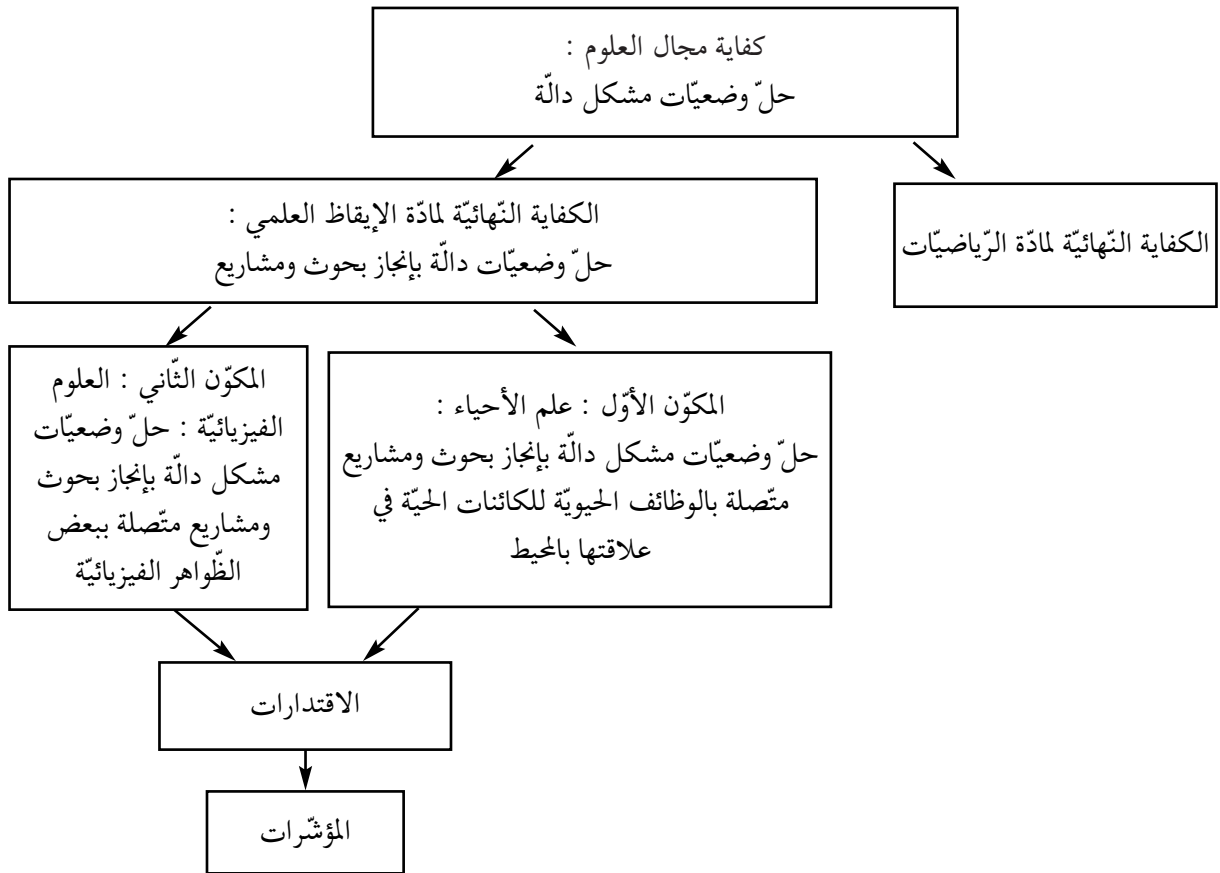 كفاية مجال العلوم :
حلّ وضعيّات مشكل دالّة
الكفاية النّهائيّة لمادّة الرّياضيّات
الكفاية النّهائيّة لمادّة الإيقاظ العلمي :
حلّ وضعيّات دالّة بإنجاز بحوث ومشاريع
المكوّن الأوّل : علم الأحياء :
حلّ وضعيّات مشكل دالّة بإنجاز بحوث ومشاريع
متّصلة بالوظائف الحيويّة للكائنات الحيّة في
علاقتها بالمحيط
المكوّن الثّاني : العلوم
الفيزيائيّة : حلّ وضعيّات
مشكل دالّة بإنجاز بحوث
ومشاريع متّصلة ببعض
الظّواهر الفيزيائيّة
الاقتدارات
المؤشّرات